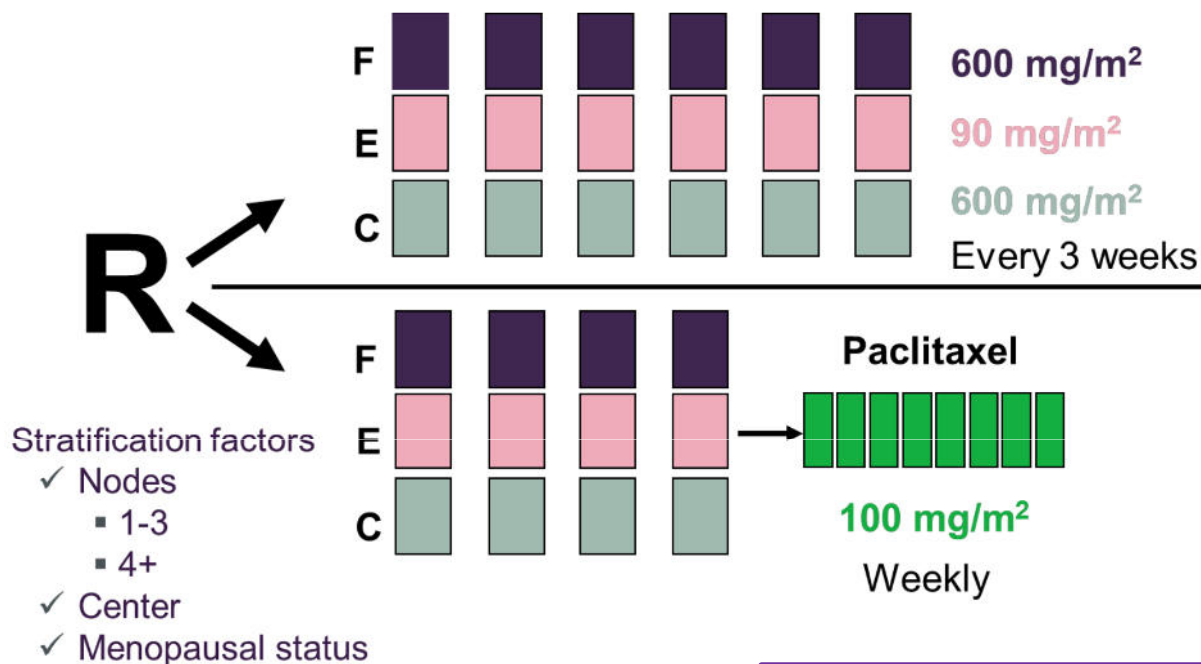 F
600 mg/m²
E
90 mg/m²
C
600 mg/m²
Every 3 weeks
R
F
Paclitaxel
E
C
100 mg/m²
Weekly
Stratification factors
✓ Nodes
▪ 1-3
▪ 4+
✓ Center
✓ Menopausal status